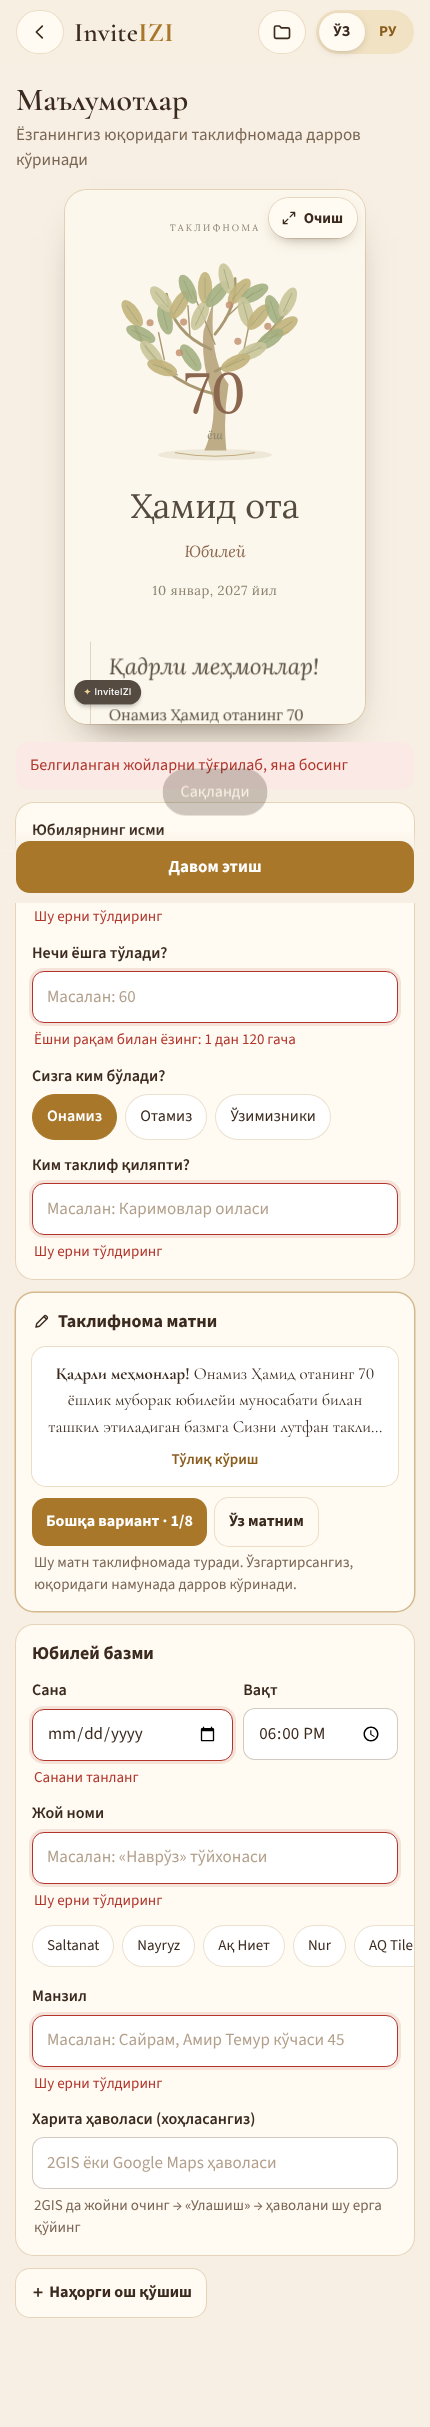 InviteIZI
ЎЗ
РУ
Маълумотлар
Ёзганингиз юқоридаги таклифномада дарров
кўринади
ТАКЛИФНОМА
Очиш
70
ёш
Ҳамид ота
Юбилей
10 январ, 2027 йил
Қадрли меҳмонлар!
InviteIZI
Онамиз Ҳамид отанинг 70
Белгиланган жойларни тўғрилаб, яна босинг
Сақланди
Юбилярнинг исми
Давом этиш
Шу ерни тўлдиринг
Нечи ёшга тўлади?
Масалан: 60
Ёшни рақам билан ёзинг: 1 дан 120 гача
Сизга ким бўлади?
Онамиз
Отамиз
Ўзимизники
Ким таклиф қиляпти?
Масалан: Каримовлар оиласи
Шу ерни тўлдиринг
Таклифнома матни
Қадрли меҳмонлар! Онамиз Ҳамид отанинг 70
ёшлик муборак юбилейи муносабати билан
ташкил этиладиган базмга Сизни лутфан такли...
Тўлиқ кўриш
Бошқа вариант · 1/8
Ўз матним
Шу матн таклифномада туради. Ўзгартирсангиз,
юқоридаги намунада дарров кўринади.
Юбилей базми
Сана
Вақт
mm/dd/yyyy
06:00 PM
Санани танланг
Жой номи
Масалан: «Наврўз» тўйхонаси
Шу ерни тўлдиринг
Saltanat
Nayryz
Ақ Ниет
Nur
AQ Tile
Манзил
Масалан: Сайрам, Амир Темур кўчаси 45
Шу ерни тўлдиринг
Харита ҳаволаси (хоҳласангиз)
2GIS ёки Google Maps ҳаволаси
2GIS да жойни очинг → «Улашиш» → ҳаволани шу ерга
қўйинг
+ Наҳорги ош қўшиш